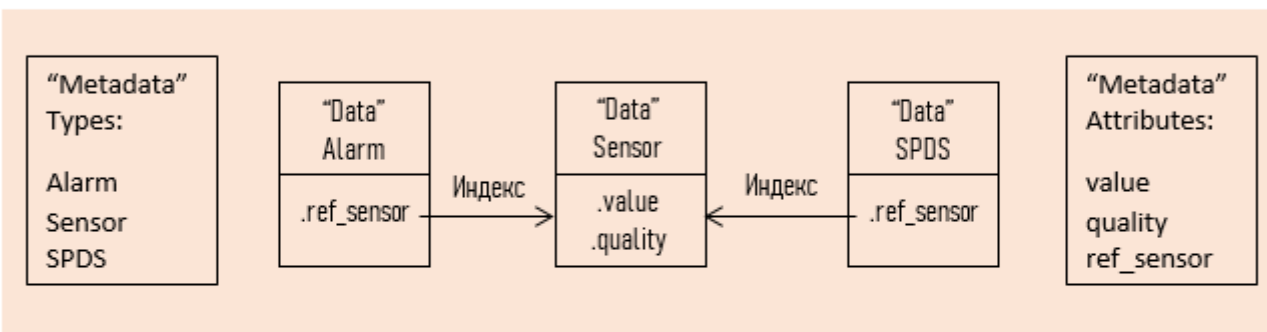 “Metadata”
Types:
Alarm
Sensor
SPDS
“Data”
Alarm
.ref_sensor
Индекс
“Data”
Sensor
.value
.quality
Индекс
“Data”
SPDS
.ref_sensor
“Metadata”
Attributes:
value
quality
ref_sensor